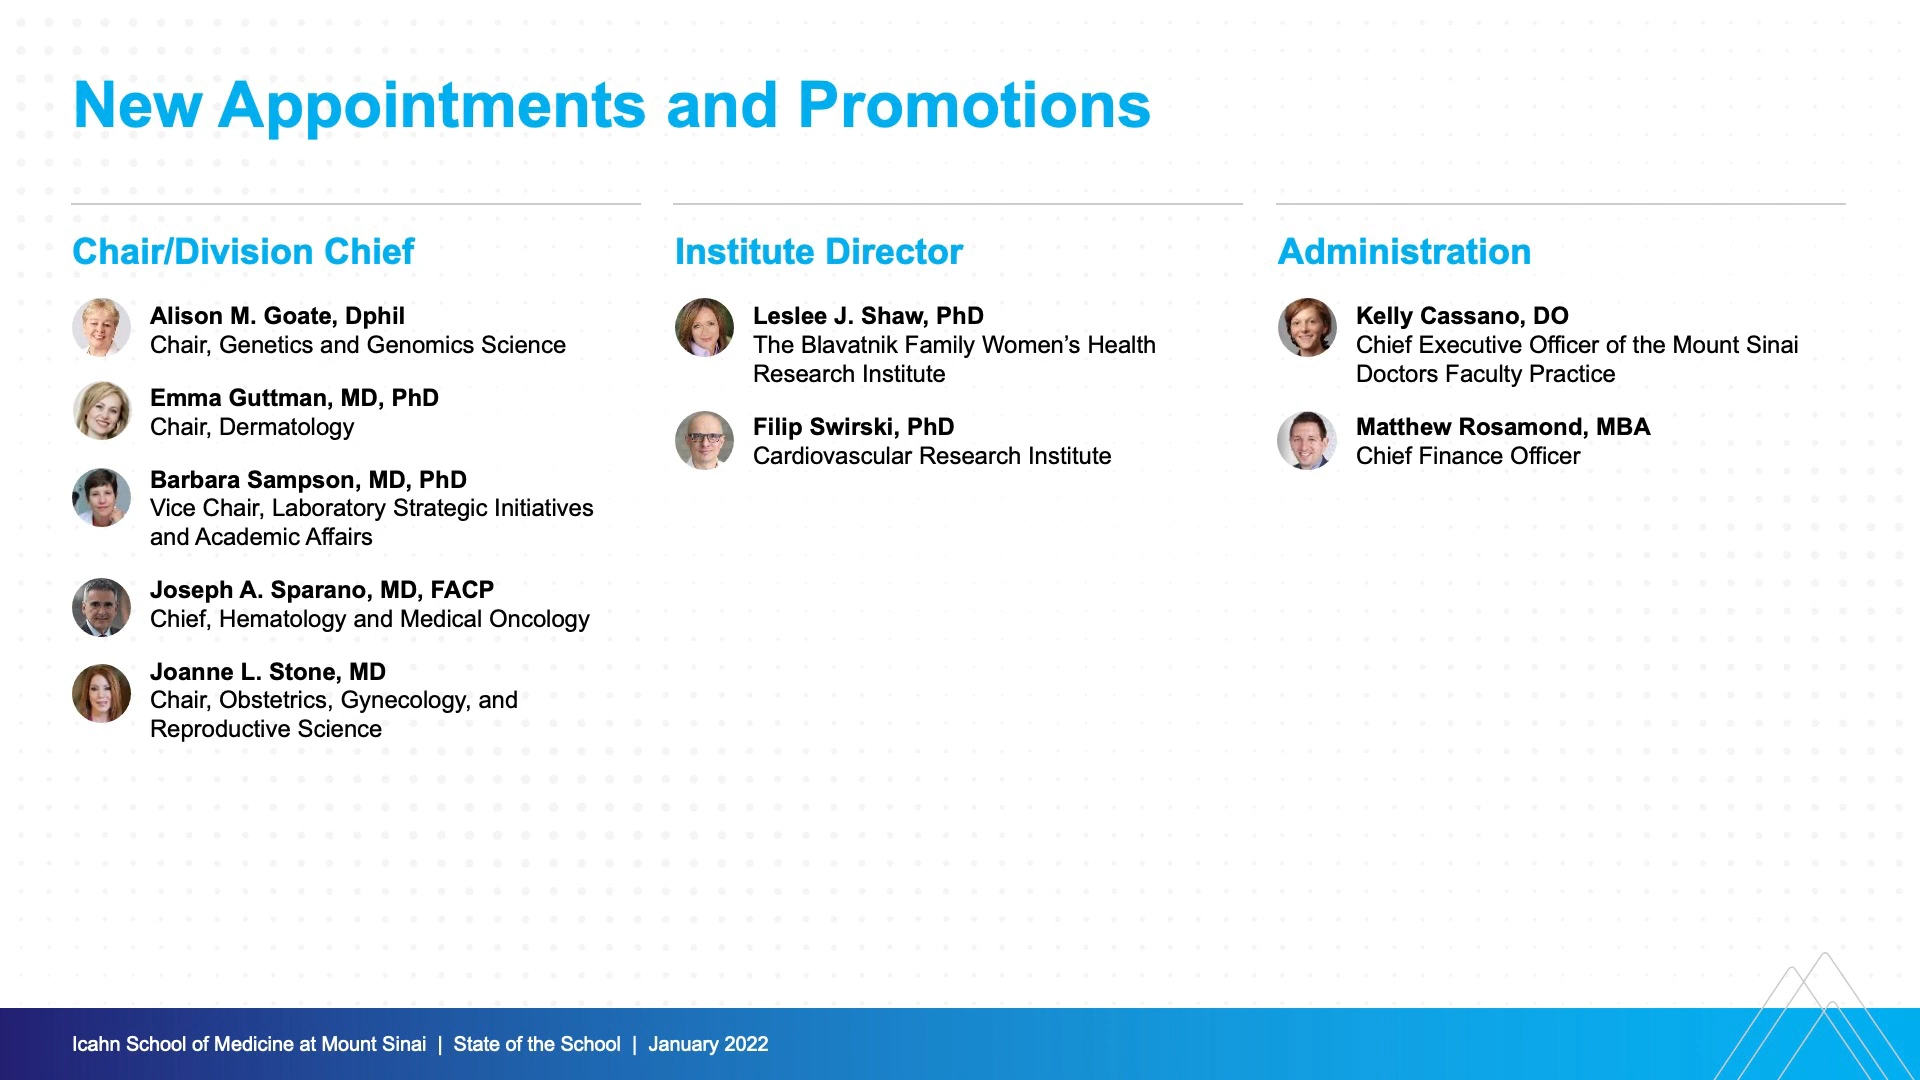 New Appointments and Promotions
Chair/Division Chief
Alison M. Goate, Dphil
Chair, Genetics and Genomics Science
Emma Guttman, MD, PhD
Chair, Dermatology
Barbara Sampson, MD, PhD
Vice Chair, Laboratory Strategic Initiatives
and Academic Affairs
Joseph A. Sparano, MD, FACP
Chief, Hematology and Medical Oncology
Joanne L. Stone, MD
Chair, Obstetrics, Gynecology, and
Reproductive Science
Institute Director
Leslee J. Shaw, PhD
The Blavatnik Family Women’s Health
Research Institute
Filip Swirski, PhD
Cardiovascular Research Institute
Administration
Kelly Cassano, DO
Chief Executive Officer of the Mount Sinai
Doctors Faculty Practice
Matthew Rosamond, MBA
Chief Finance Officer
Icahn School of Medicine at Mount Sinai | State of the School | January 2022